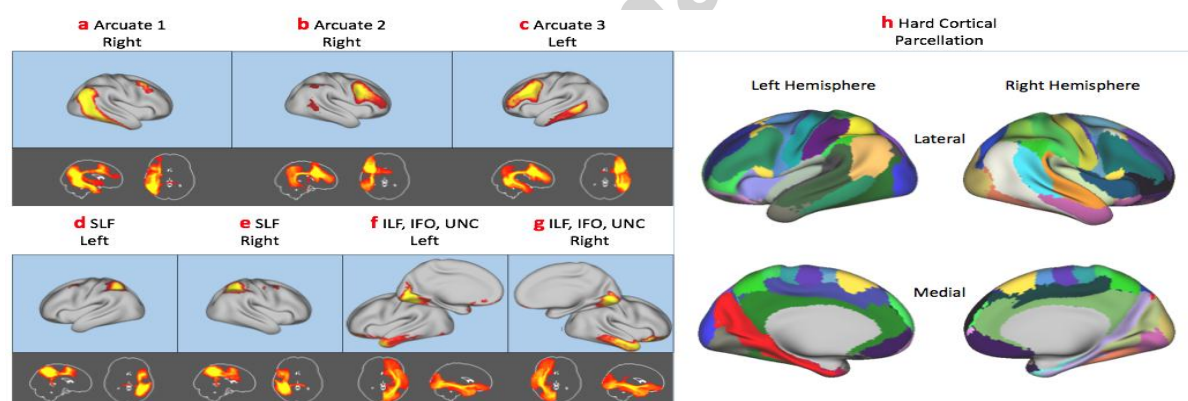 a Arcuate 1
Right
b Arcuate 2
Right
c Arcuate 3
Left
d SLF
Left
e SLF
Right
f ILF, IFO, UNC
Left
g ILF, IFO, UNC
Right
h Hard Cortical
Parcellation
Left Hemisphere
Right Hemisphere
Lateral
Medial